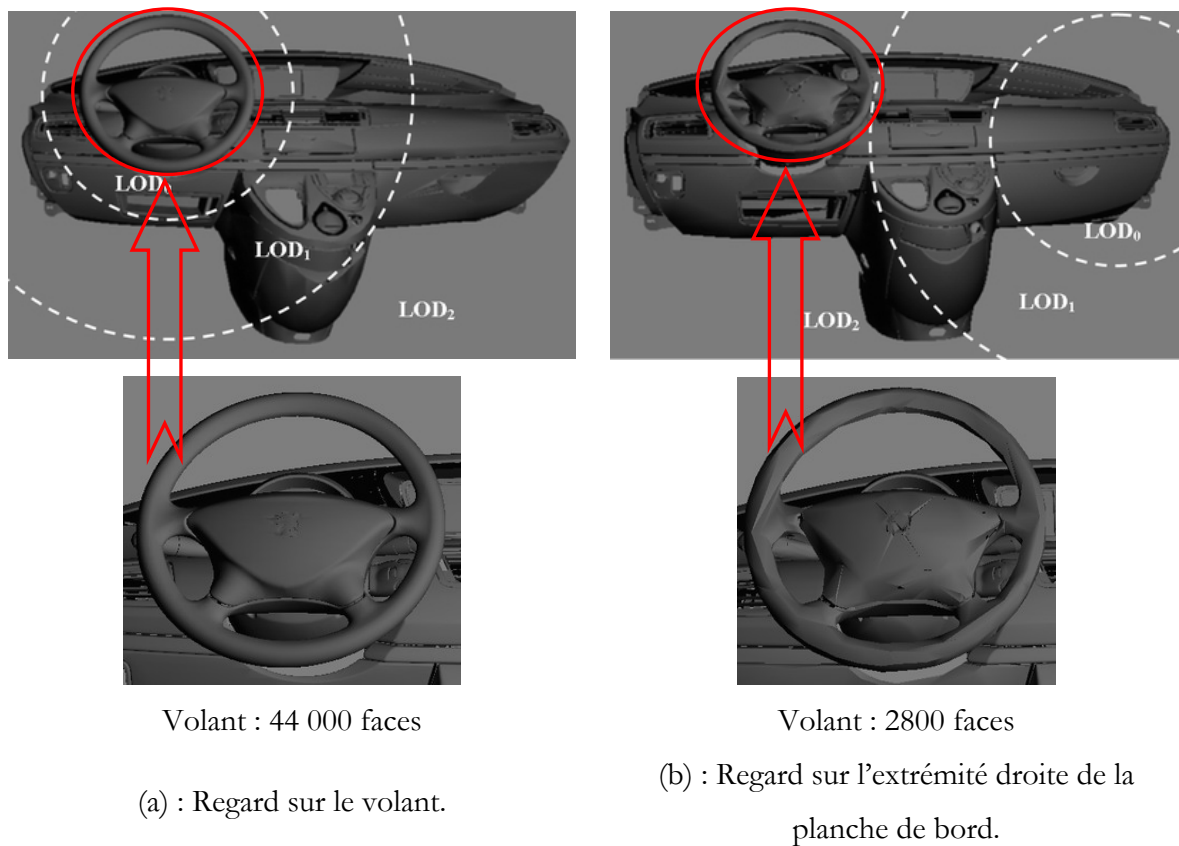 LOD₀
LOD₁
LOD₂
LOD₀
LOD₁
LOD₂
Volant : 44 000 faces
(a) : Regard sur le volant.
Volant : 2800 faces
(b) : Regard sur l’extrémité droite de la
planche de bord.